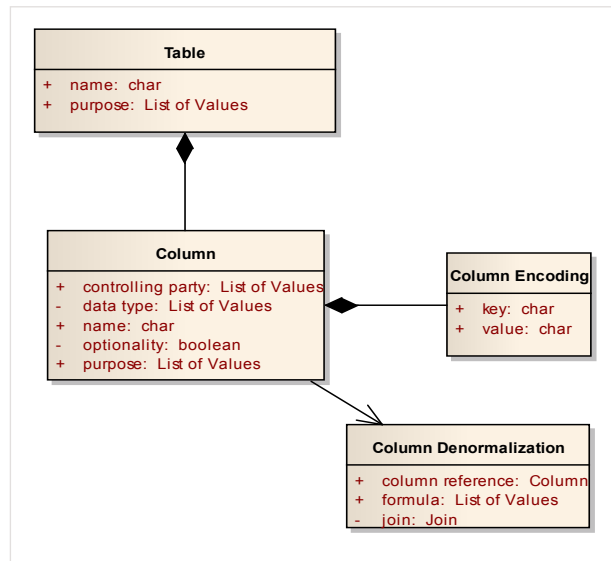 Table
+ name: char
+ purpose: List of Values
Column
+ controlling party: List of Values
- data type: List of Values
+ name: char
- optionality: boolean
+ purpose: List of Values
Column Encoding
+ key: char
+ value: char
Column Denormalization
+ column reference: Column
+ formula: List of Values
- join: Join